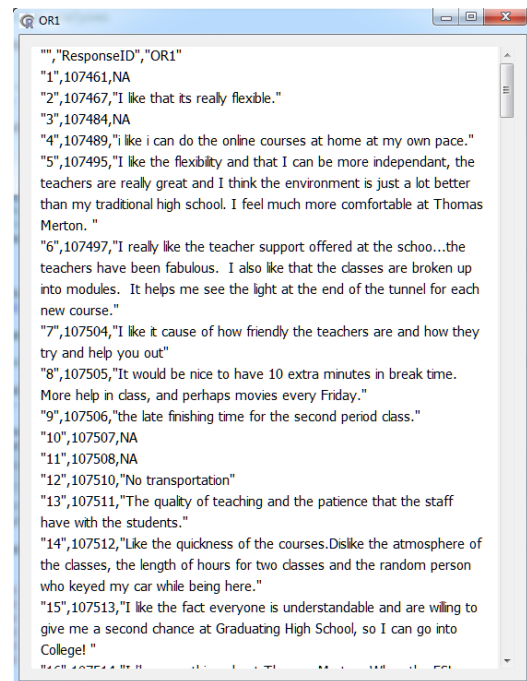 OR1
"","ResponseID","OR1"
"1",107461,NA
"2",107467,"I like that its really flexible."
"3",107484,NA
"4",107489,"i like i can do the online courses at home at my own pace."
"5",107495,"I like the flexibility and that I can be more independant, the
teachers are really great and I think the environment is just a lot better
than my traditional high school. I feel much more comfortable at Thomas
Merton. "
"6",107497,"I really like the teacher support offered at the schoo...the
teachers have been fabulous.  I also like that the classes are broken up
into modules.  It helps me see the light at the end of the tunnel for each
new course."
"7",107504,"I like it cause of how friendly the teachers are and how they
try and help you out"
"8",107505,"It would be nice to have 10 extra minutes in break time.
More help in class, and perhaps movies every Friday."
"9",107506,"the late finishing time for the second period class."
"10",107507,NA
"11",107508,NA
"12",107510,"No transportation"
"13",107511,"The quality of teaching and the patience that the staff
have with the students."
"14",107512,"Like the quickness of the courses.Dislike the atmosphere of
the classes, the length of hours for two classes and the random person
who keyed my car while being here."
"15",107513,"I like the fact everyone is understandable and are willing to
give me a second chance at Graduating High School, so I can go into
College! "